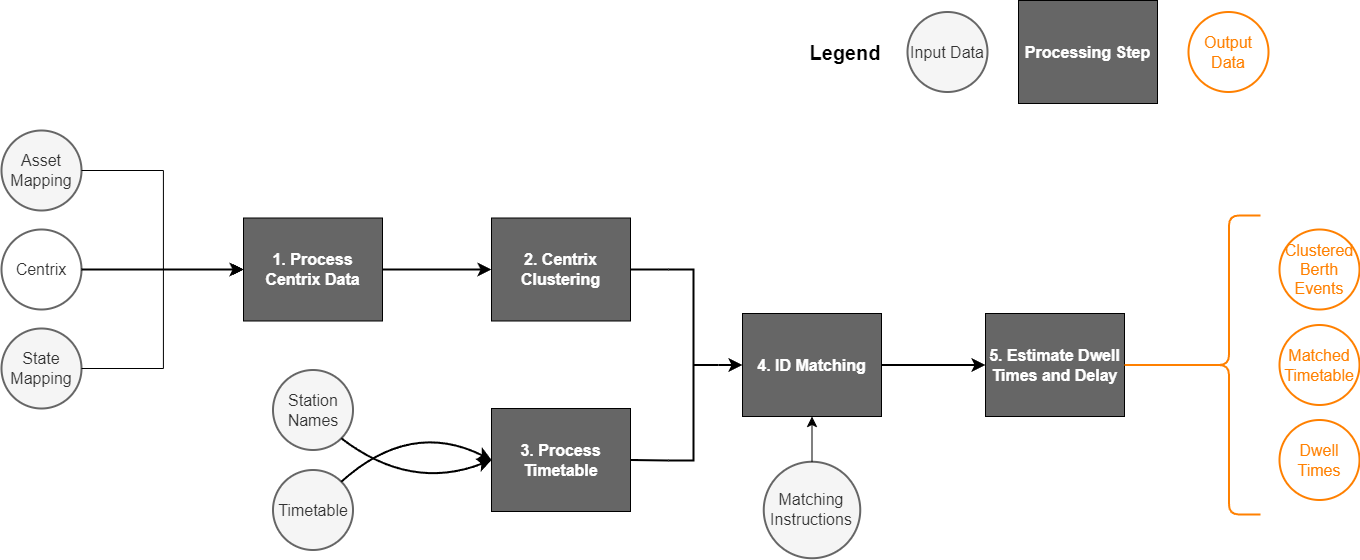 Legend
Input Data
Processing Step
Output
Data
Asset
Mapping
Centrix
State
Mapping
1. Process
Centrix Data
2. Centrix
Clustering
Station
Names
Timetable
3. Process
Timetable
4. ID Matching
Matching
Instructions
5. Estimate Dwell
Times and Delay
Clustered
Berth
Events
Matched
Timetable
Dwell
Times